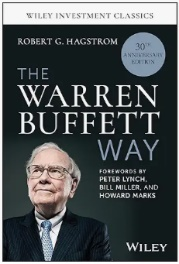 WILEY INVESTMENT CLASSICS
ROBERT G. HAGSTROM
30TH
ANNIVERSARY
EDITION
THE
WARREN
BUFFETT
WAY
FOREWORDS BY
PETER LYNCH,
BILL MILLER, AND
HOWARD MARKS
WILEY